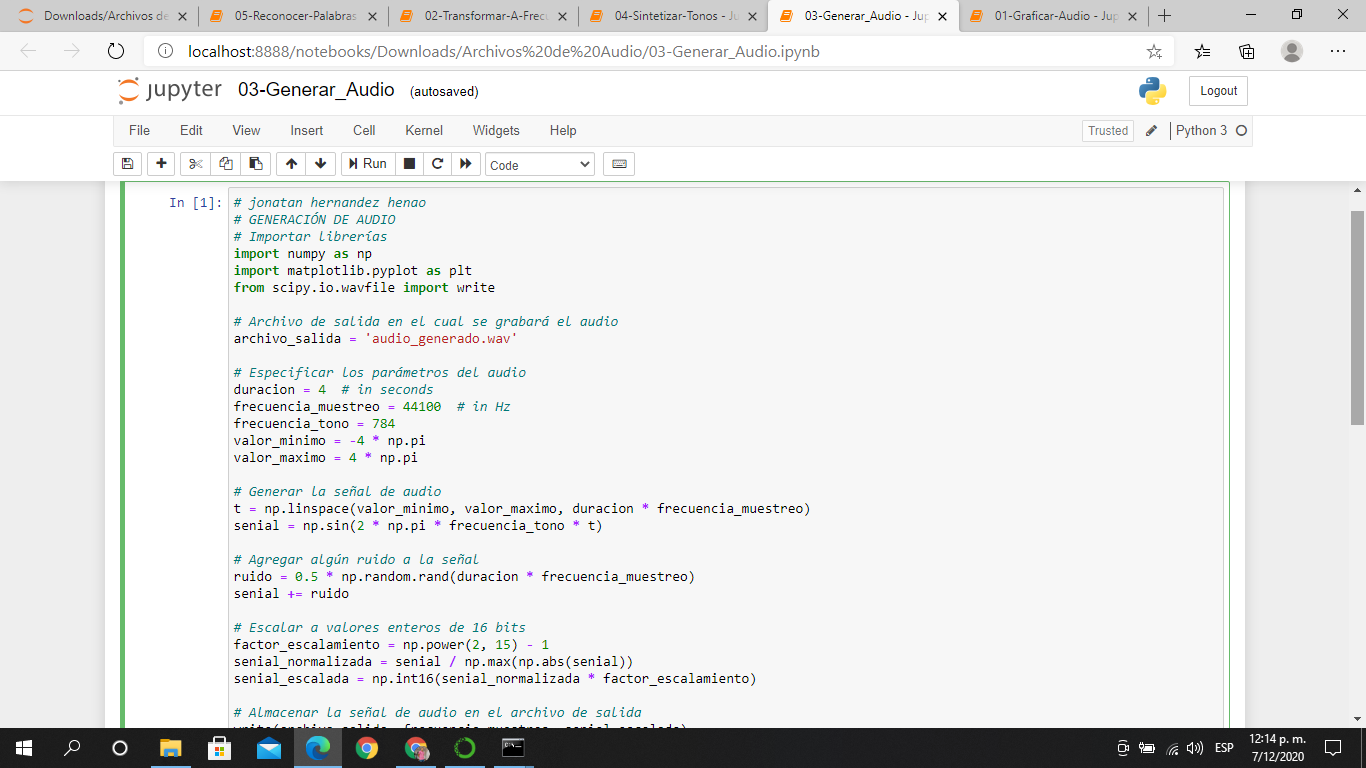 Downloads/Archivos de
05-Reconocer-Palabras
02-Transformar-A-Frecu
04-Sintetizar-Tonos - Ju
03-Generar_Audio - Jup
01-Graficar-Audio - Jup
localhost:8888/notebooks/Downloads/Archivos%20de%20Audio/03-Generar_Audio.ipynb
jupyter 03-Generar_Audio (autosaved)
Logout
File Edit View Insert Cell Kernel Widgets Help
Trusted Python 3
Run Code
In [1]: # jonatan hernandez henao
# GENERACIÓN DE AUDIO
# Importar librerías
import numpy as np
import matplotlib.pyplot as plt
from scipy.io.wavfile import write
# Archivo de salida en el cual se grabará el audio
archivo_salida = 'audio_generado.wav'
# Especificar los parámetros del audio
duracion = 4 # in seconds
frecuencia_muestreo = 44100 # in Hz
frecuencia_tono = 784
valor_minimo = -4 * np.pi
valor_maximo = 4 * np.pi
# Generar la señal de audio
t = np.linspace(valor_minimo, valor_maximo, duracion * frecuencia_muestreo)
senial = np.sin(2 * np.pi * frecuencia_tono * t)
# Agregar algún ruido a la señal
ruido = 0.5 * np.random.rand(duracion * frecuencia_muestreo)
senial += ruido
# Escalar a valores enteros de 16 bits
factor_escalamiento = np.power(2, 15) - 1
senial_normalizada = senial / np.max(np.abs(senial))
senial_escalada = np.int16(senial_normalizada * factor_escalamiento)
# Almacenar la señal de audio en el archivo de salida
write(archivo_salida, frecuencia_muestreo, senial_escalada)
ESP
12:14 p. m.
7/12/2020